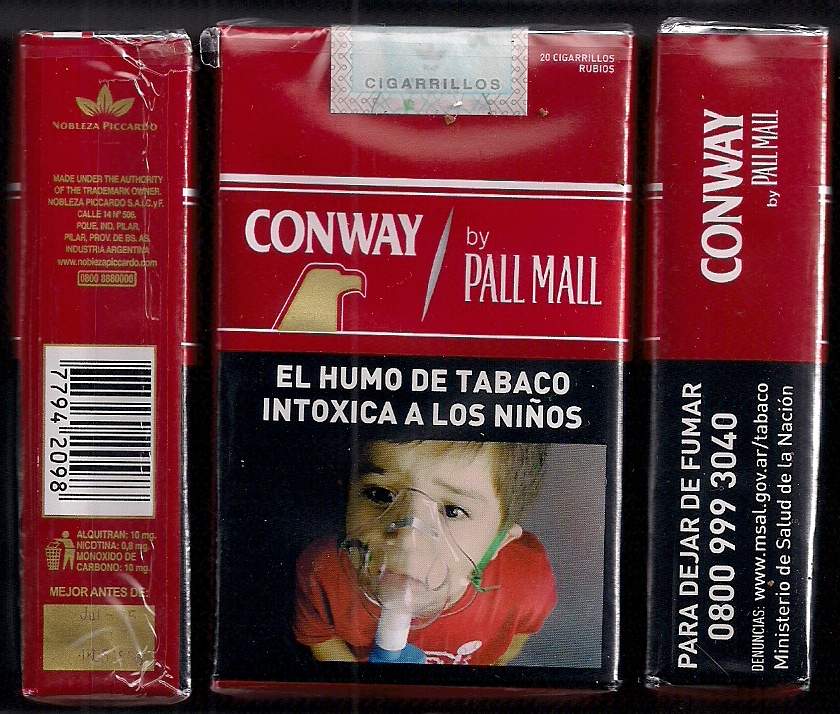 NOBLEZA PICCARDO
MADE UNDER THE AUTHORITY
OF THE TRADEMARK OWNER.
NOBLEZA PICCARDO S.A.I.C.yF.
CALLE 14 Nº 506.
PQUE. IND. PILAR,
PILAR, PROV. DE BS. AS.
INDUSTRIA ARGENTINA
www.noblezapiccardo.com
0800 8880000
77942098
ALQUITRAN: 10 mg.
NICOTINA: 0,8 mg
MONOXIDO DE
CARBONO: 10 mg.
MEJOR ANTES DE:
CIGARRILLOS
20 CIGARRILLOS
RUBIOS
CONWAY
by
PALL MALL
EL HUMO DE TABACO
INTOXICA A LOS NIÑOS
CONWAY
by PALL MALL
PARA DEJAR DE FUMAR
0800 999 3040
DENUNCIAS: www.msal.gov.ar/tabaco
Ministerio de Salud de la Nación